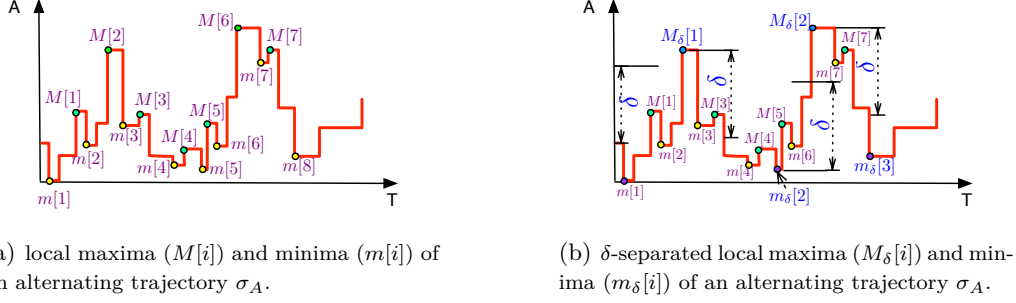 A
M[1]
M[2]
M[3]
M[4]
M[5]
M[6]
M[7]
m[1]
m[2]
m[3]
m[4]
m[5]
m[6]
m[7]
m[8]
T
A
δ
M[1]
M_δ[1]
M[3]
δ
M[4]
M[5]
M_δ[2]
M[7]
δ
δ
m[1]
m[2]
m[3]
m[4]
m_δ[2]
m[6]
m[7]
m_δ[3]
T
) local maxima (M[i]) and minima (m[i]) of
alternating trajectory σ_A.
(b) δ-separated local maxima (M_δ[i]) and min-
ima (m_δ[i]) of an alternating trajectory σ_A.